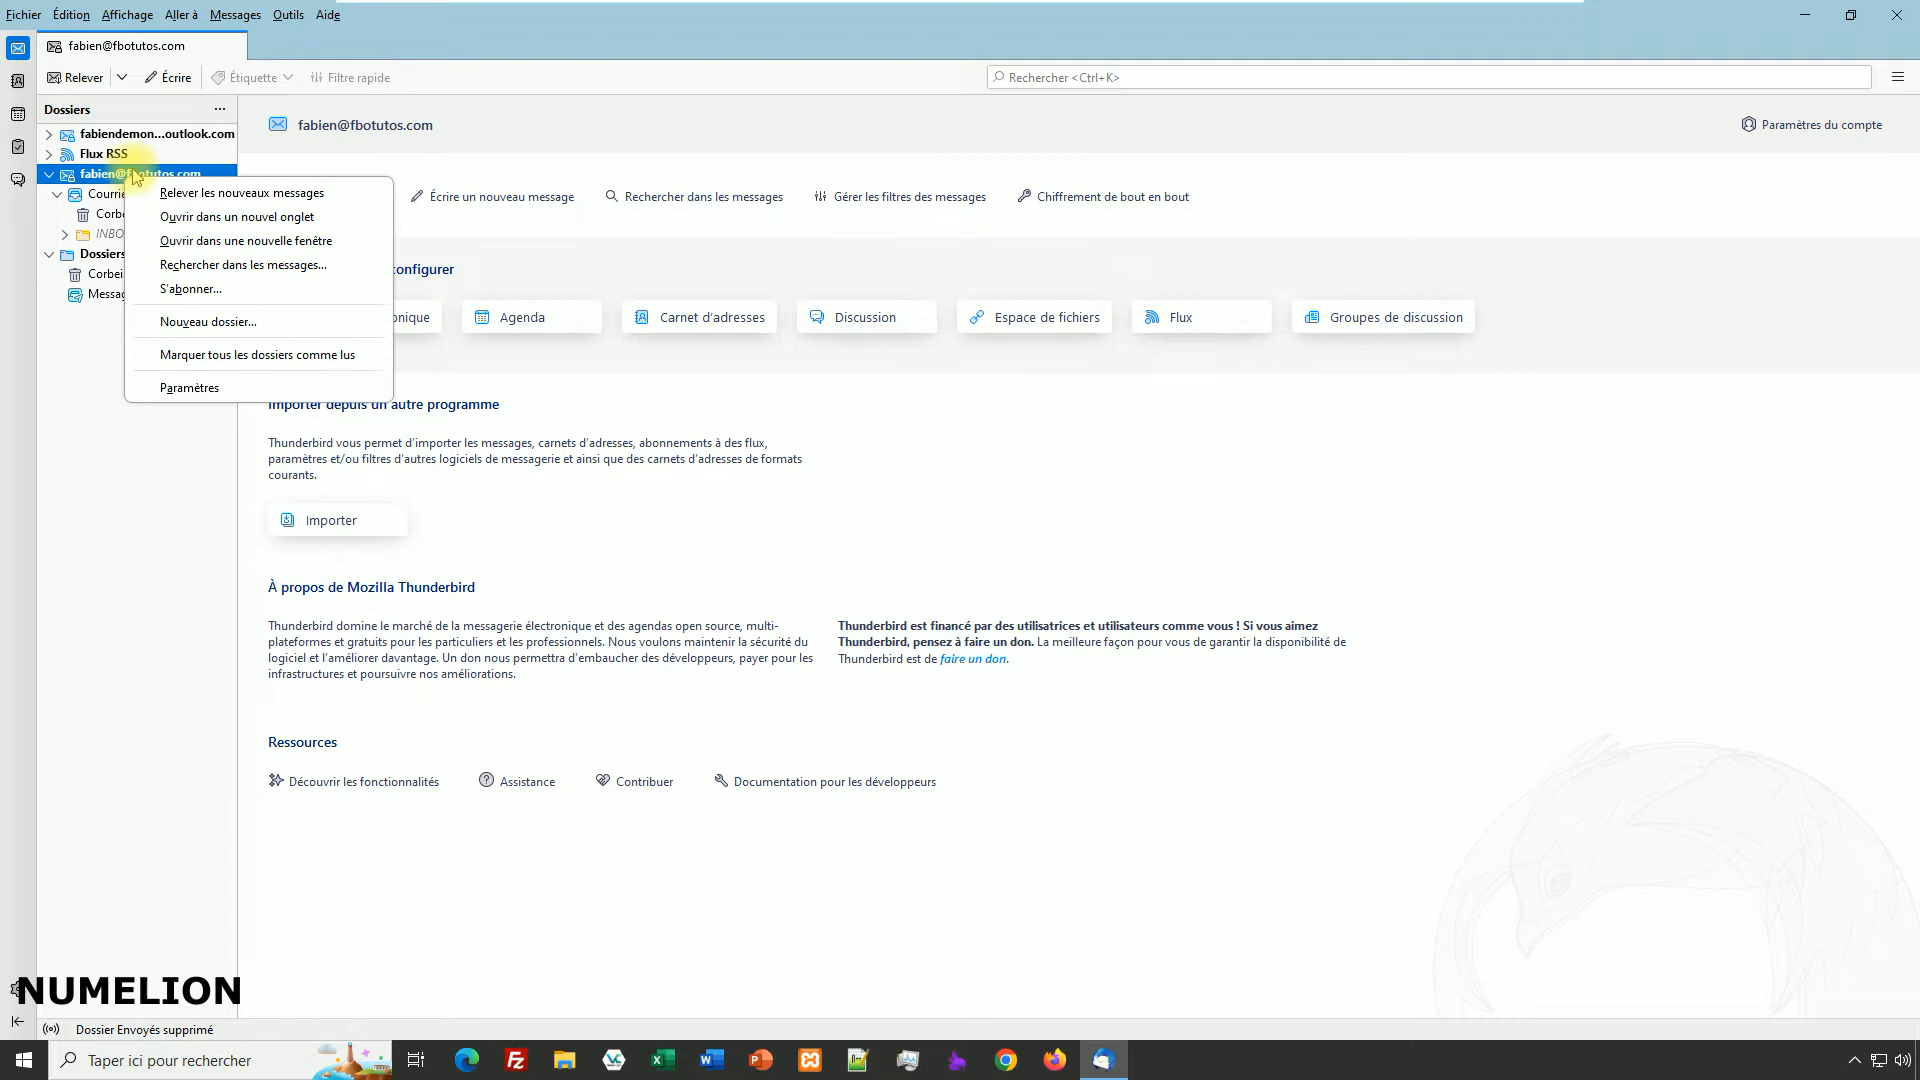 Fichier Édition Affichage Aller à Messages Outils Aide
fabien@fbotutos.com
Relever Écrire Étiquette Filtre rapide Rechercher <Ctrl+K>
Dossiers
fabiendemon...outlook.com
Flux RSS
fabien@fbotutos.com
Courrie
Corbe
INBO
Dossiers
Corbei
Messag
Relever les nouveaux messages
Ouvrir dans un nouvel onglet
Ouvrir dans une nouvelle fenêtre
Rechercher dans les messages...
S'abonner...
Nouveau dossier...
Marquer tous les dossiers comme lus
Paramètres
fabien@fbotutos.com Paramètres du compte
Écrire un nouveau message Rechercher dans les messages Gérer les filtres des messages Chiffrement de bout en bout
configurer
onique Agenda Carnet d'adresses Discussion Espace de fichiers Flux Groupes de discussion
Importer depuis un autre programme
Thunderbird vous permet d'importer les messages, carnets d'adresses, abonnements à des flux,
paramètres et/ou filtres d'autres logiciels de messagerie et ainsi que des carnets d'adresses de formats
courants.
Importer
À propos de Mozilla Thunderbird
Thunderbird domine le marché de la messagerie électronique et des agendas open source, multi-
plateformes et gratuits pour les particuliers et les professionnels. Nous voulons maintenir la sécurité du
logiciel et l'améliorer davantage. Un don nous permettra d'embaucher des développeurs, payer pour les
infrastructures et poursuivre nos améliorations.
Thunderbird est financé par des utilisatrices et utilisateurs comme vous ! Si vous aimez
Thunderbird, pensez à faire un don. La meilleure façon pour vous de garantir la disponibilité de
Thunderbird est de faire un don.
Ressources
Découvrir les fonctionnalités Assistance Contribuer Documentation pour les développeurs
NUMELION
Dossier Envoyés supprimé
Taper ici pour rechercher